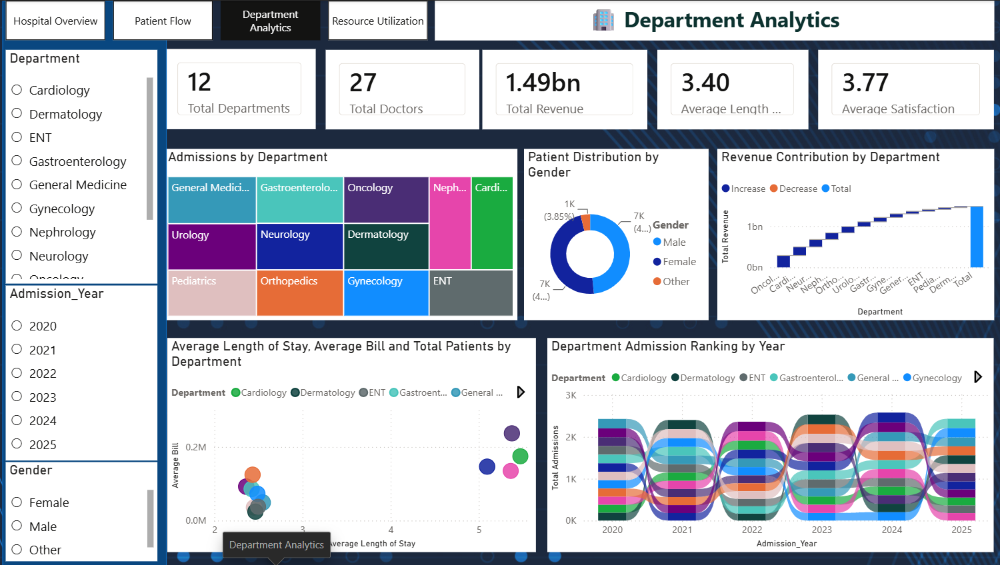 Hospital Overview
Patient Flow
Department
Analytics
Resource Utilization
Department Analytics
Department
Cardiology
Dermatology
ENT
Gastroenterology
General Medicine
Gynecology
Nephrology
Neurology
Oncology
Admission_Year
2020
2021
2022
2023
2024
2025
Gender
Female
Male
Other
12
Total Departments
27
Total Doctors
1.49bn
Total Revenue
3.40
Average Length ...
3.77
Average Satisfaction
Admissions by Department
General Medici...
Gastroenterolo...
Oncology
Neph...
Cardi...
Urology
Neurology
Dermatology
Pediatrics
Orthopedics
Gynecology
ENT
Patient Distribution by
Gender
1K
(3.85%)
7K
(4...)
7K
(4...)
Gender
Male
Female
Other
Revenue Contribution by Department
Increase Decrease Total
Total Revenue
1bn
0bn
Oncol... Cardi... Neur... Neph... Ortho... Urolo... Gastr... Gyne... Gener... ENT Pedia... Derm... Total
Department
Average Length of Stay, Average Bill and Total Patients by
Department
Department Cardiology Dermatology ENT Gastroent... General ...
Average Bill
0.2M
0.0M
2 3 4 5
Average Length of Stay
Department Analytics
Department Admission Ranking by Year
Department Cardiology Dermatology ENT Gastroenterol... General ... Gynecology
Total Admissions
3K
2K
1K
0K
2020 2021 2022 2023 2024 2025
Admission_Year